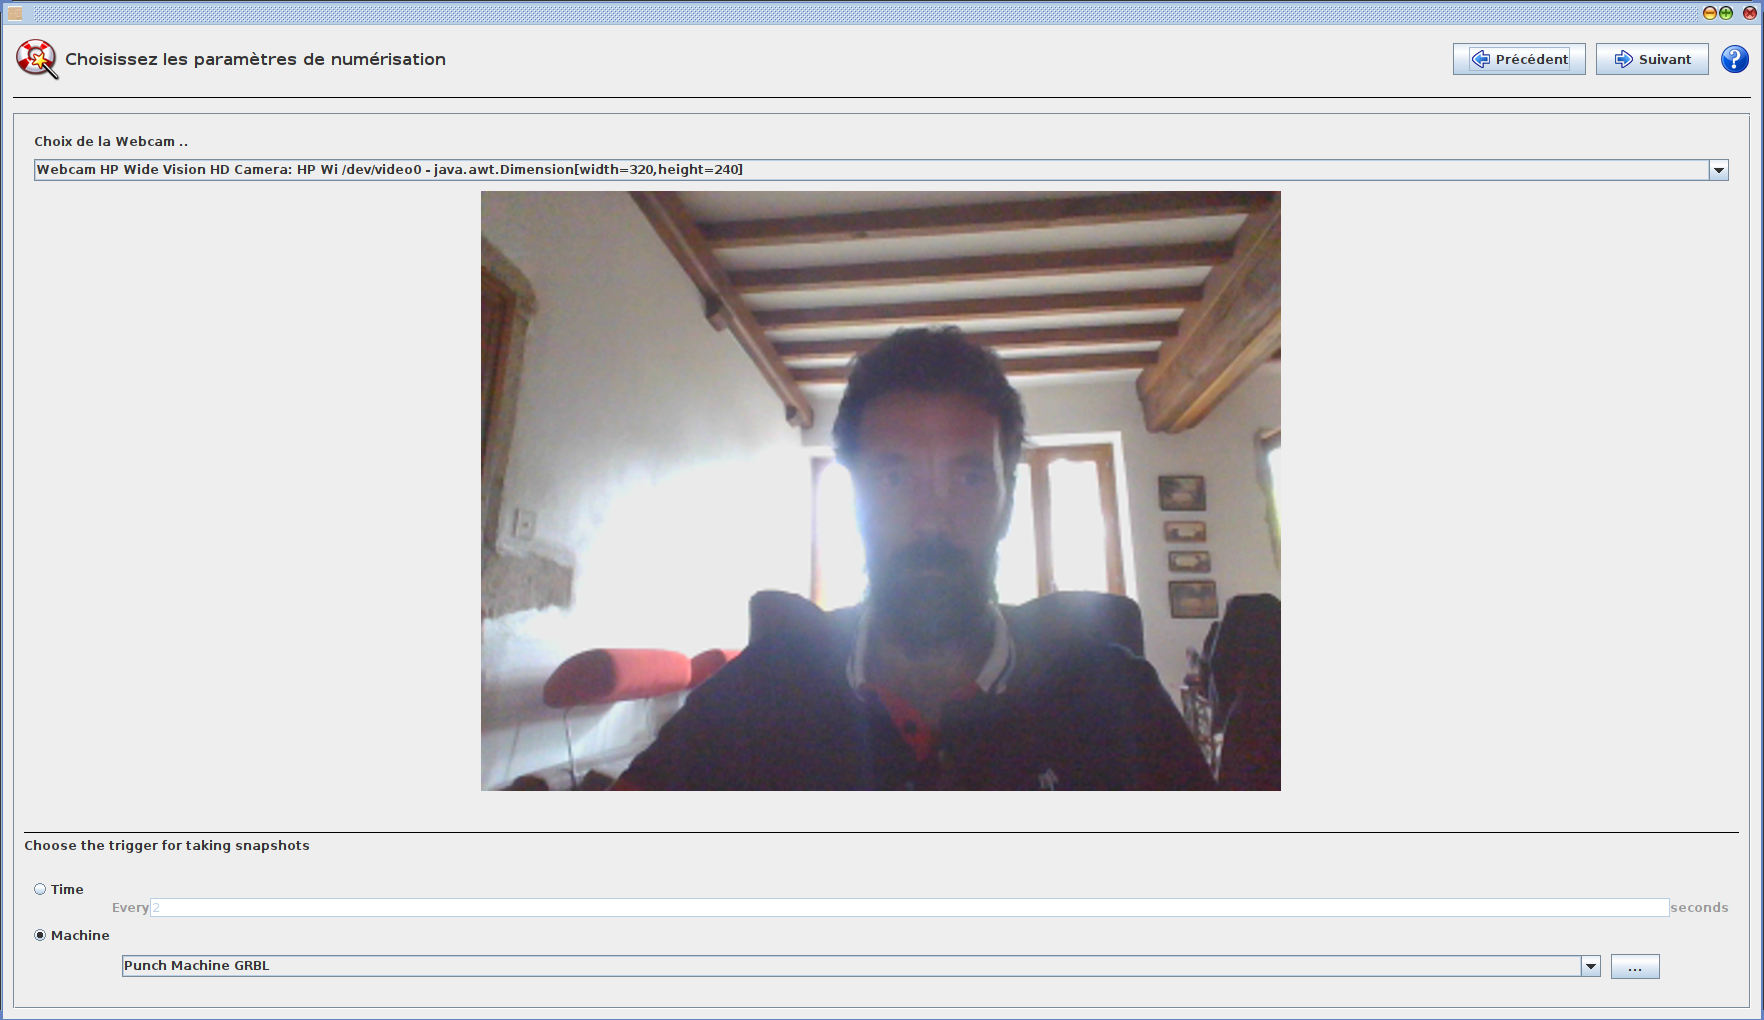 Choisissez les paramètres de numérisation
Précédent
Suivant
?
Choix de la Webcam ..
Webcam HP Wide Vision HD Camera: HP Wi /dev/video0 - java.awt.Dimension[width=320,height=240]
Choose the trigger for taking snapshots
Time
Every 2 seconds
Machine
Punch Machine GRBL
...